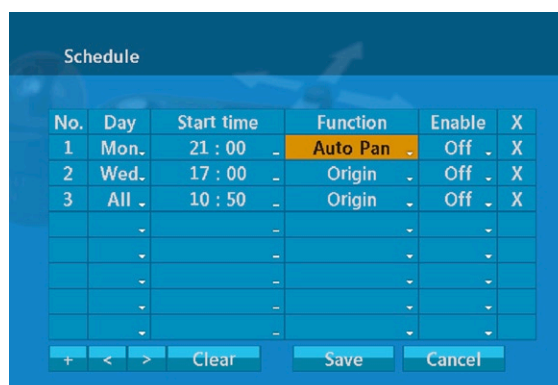 Schedule
No. Day Start time Function Enable X
1 Mon. 21 : 00 Auto Pan Off X
2 Wed. 17 : 00 Origin Off X
3 All 10 : 50 Origin Off X
+ < > Clear Save Cancel